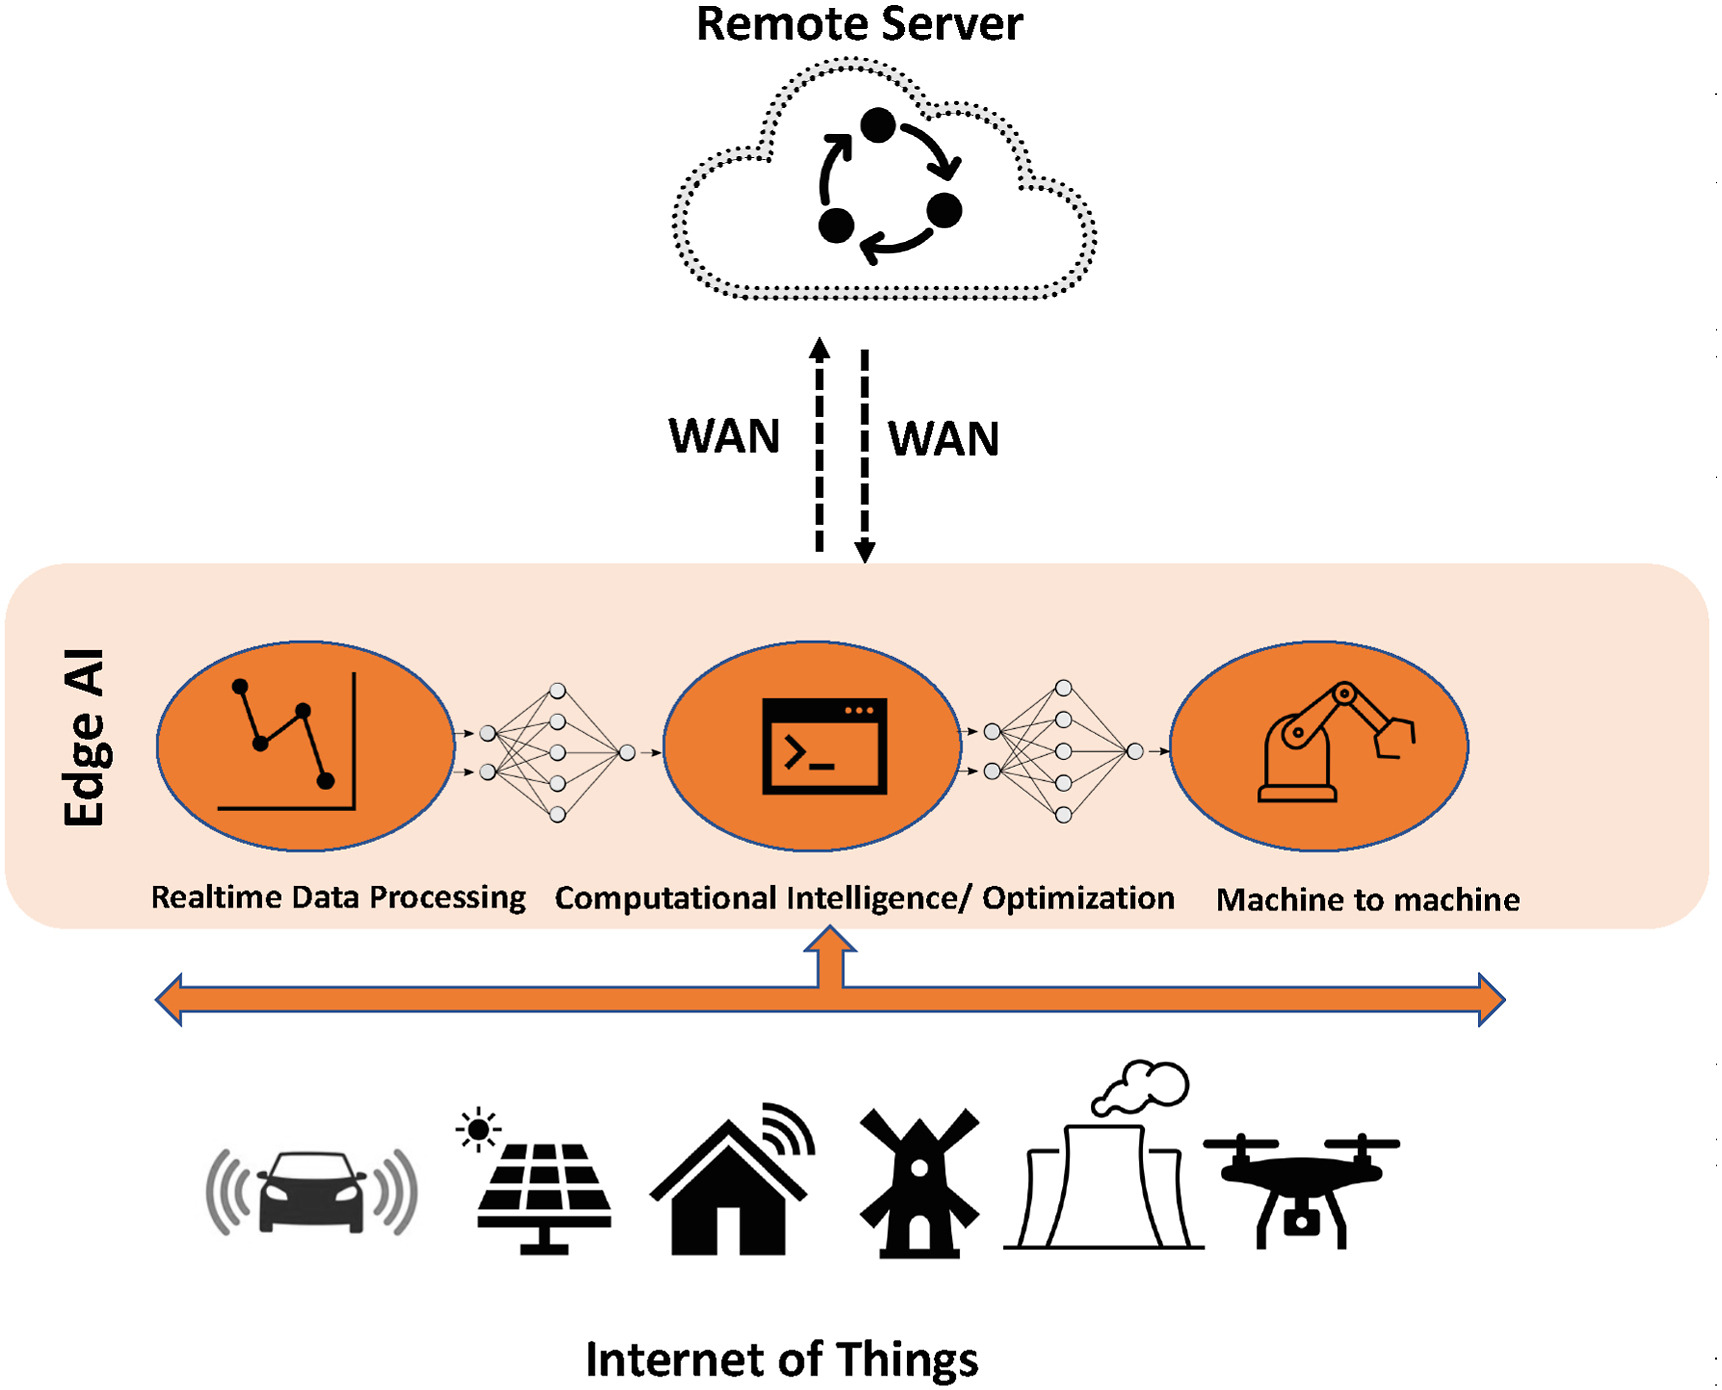 Remote Server
WAN
WAN
Edge AI
Realtime Data Processing
Computational Intelligence/ Optimization
Machine to machine
Internet of Things